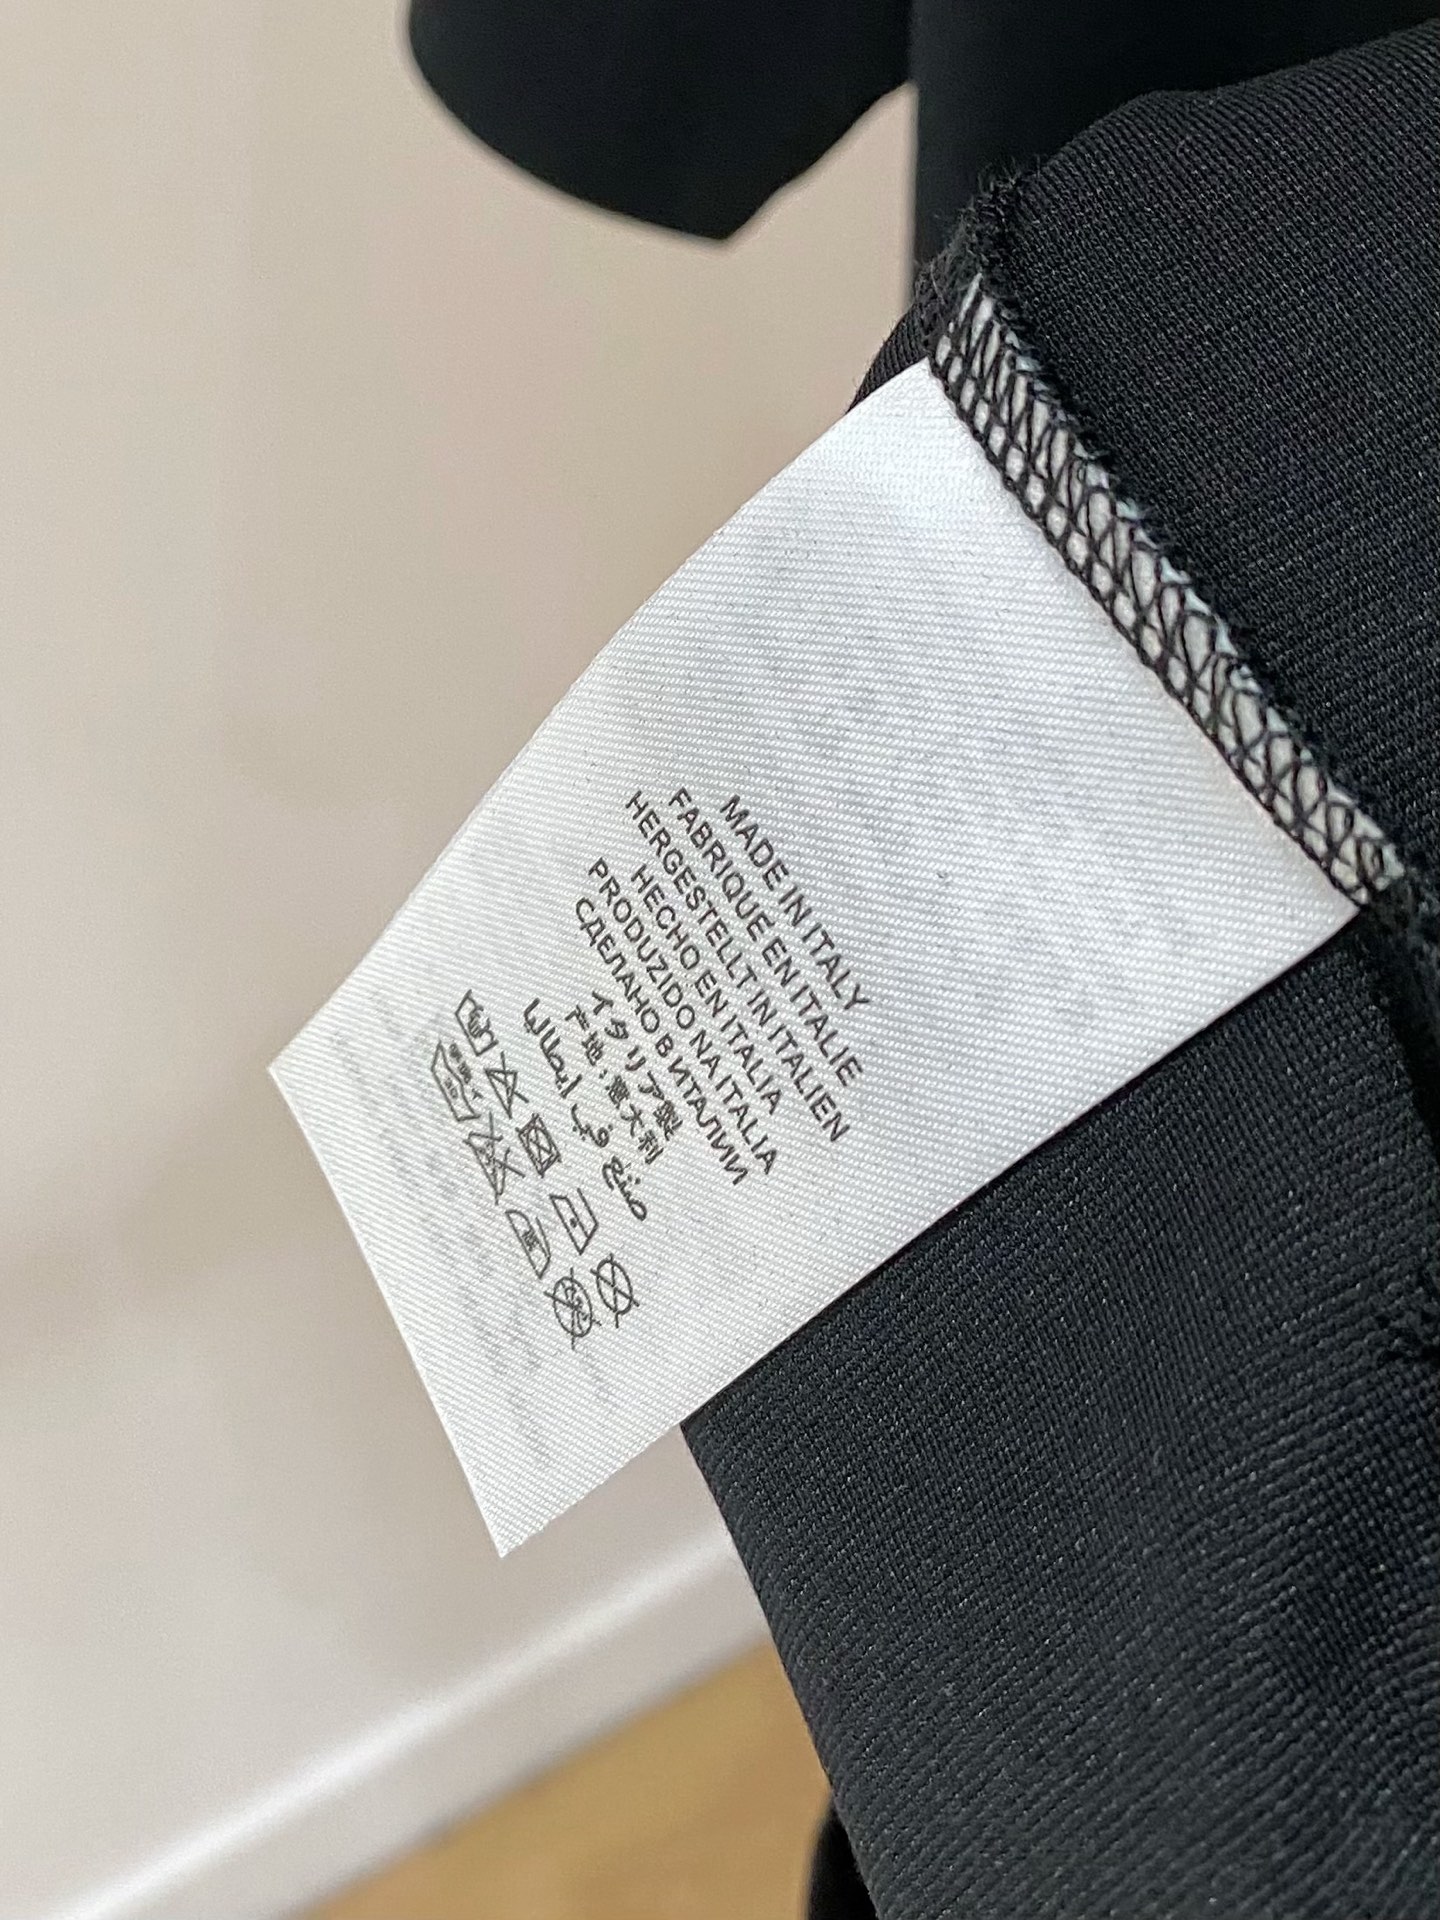 MADE IN ITALY
FABRIQUE EN ITALIE
HERGESTELLT IN ITALIEN
HECHO EN ITALIA
PRODUZIDO NA ITALIA
СДЕЛАНО В ИТАЛИИ
イタリア製
产地:意大利
صنع في ايطاليا